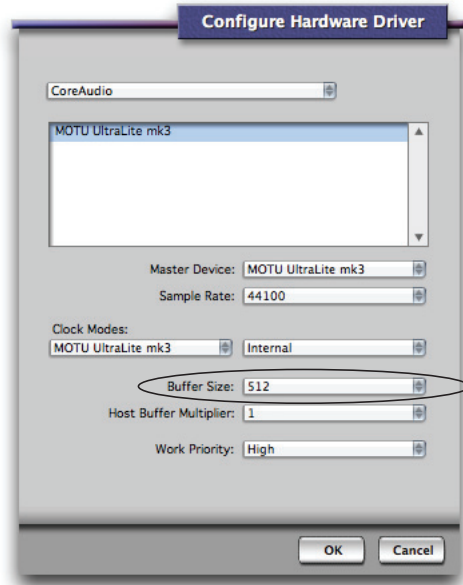 Configure Hardware Driver
CoreAudio
MOTU UltraLite mk3
Master Device: MOTU UltraLite mk3
Sample Rate: 44100
Clock Modes:
MOTU UltraLite mk3 Internal
Buffer Size: 512
Host Buffer Multiplier: 1
Work Priority: High
OK Cancel